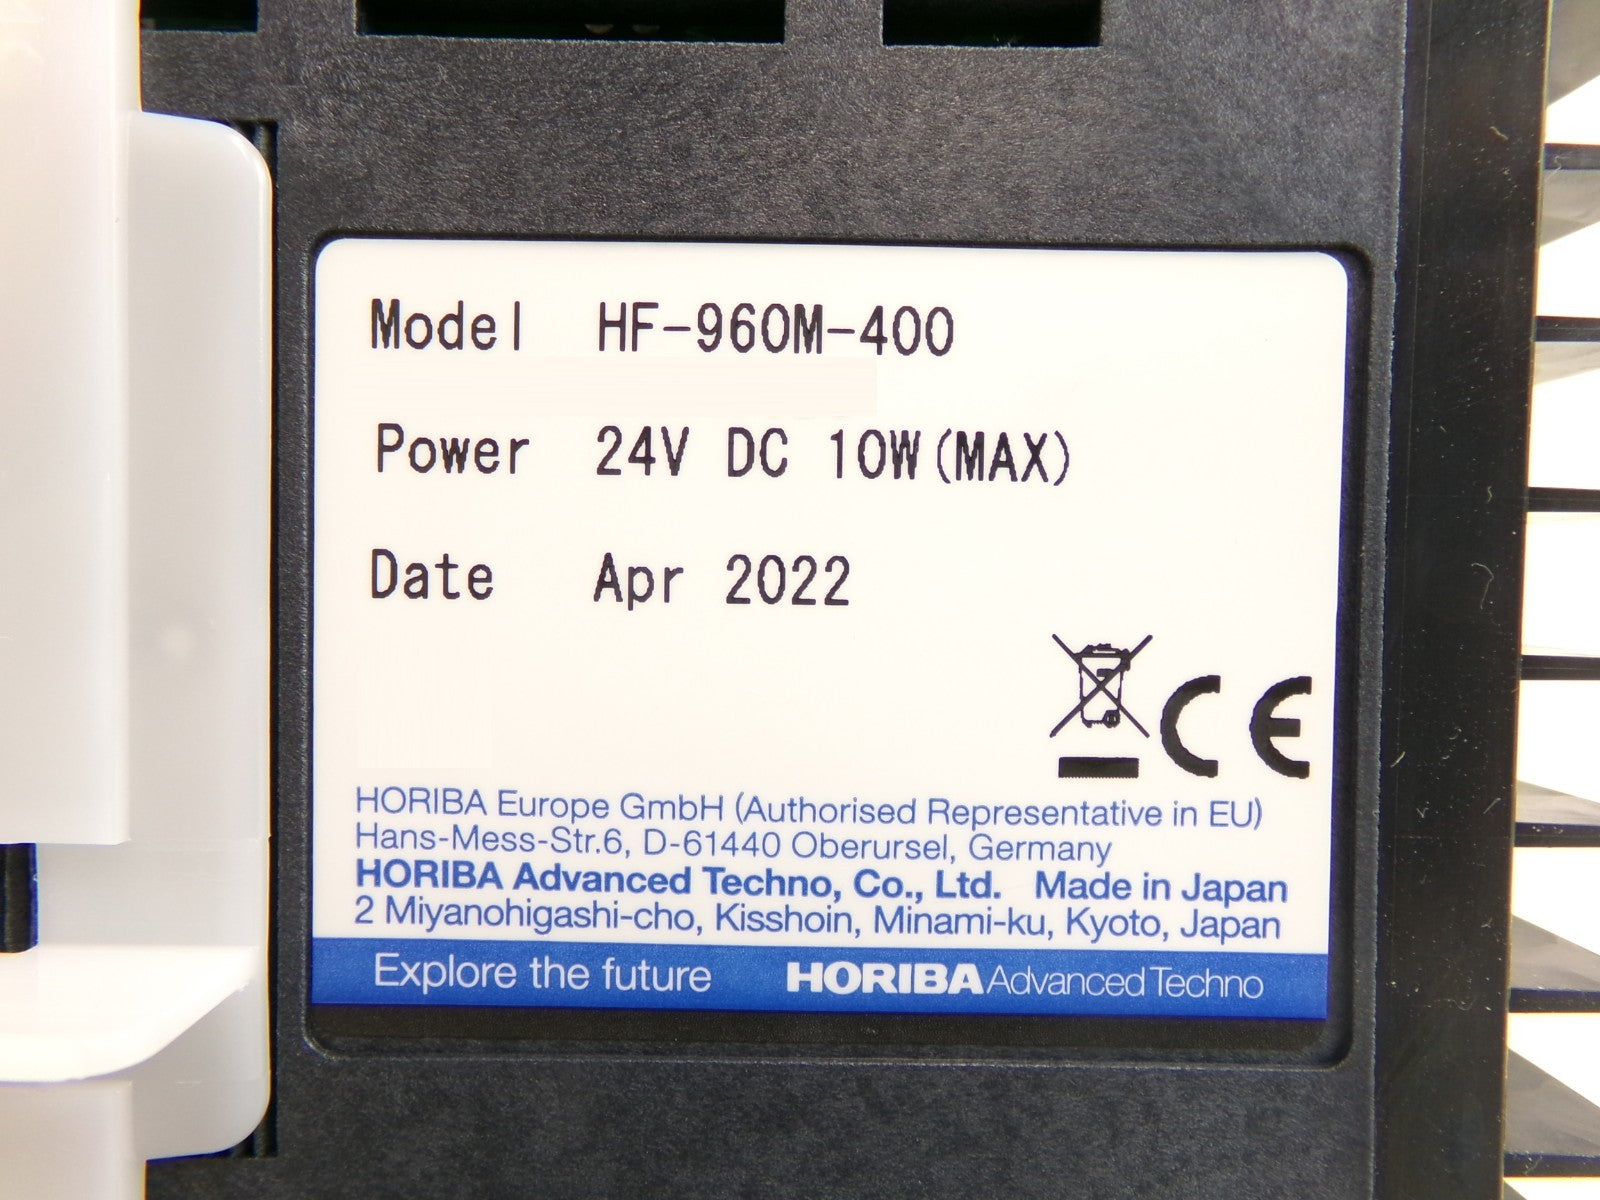 Model HF-960M-400
Power 24V DC 10W(MAX)
Date Apr 2022
CE
HORIBA Europe GmbH (Authorised Representative in EU)
Hans-Mess-Str.6, D-61440 Oberursel, Germany
HORIBA Advanced Techno, Co., Ltd. Made in Japan
2 Miyanohigashi-cho, Kisshoin, Minami-ku, Kyoto, Japan
Explore the future HORIBA Advanced Techno